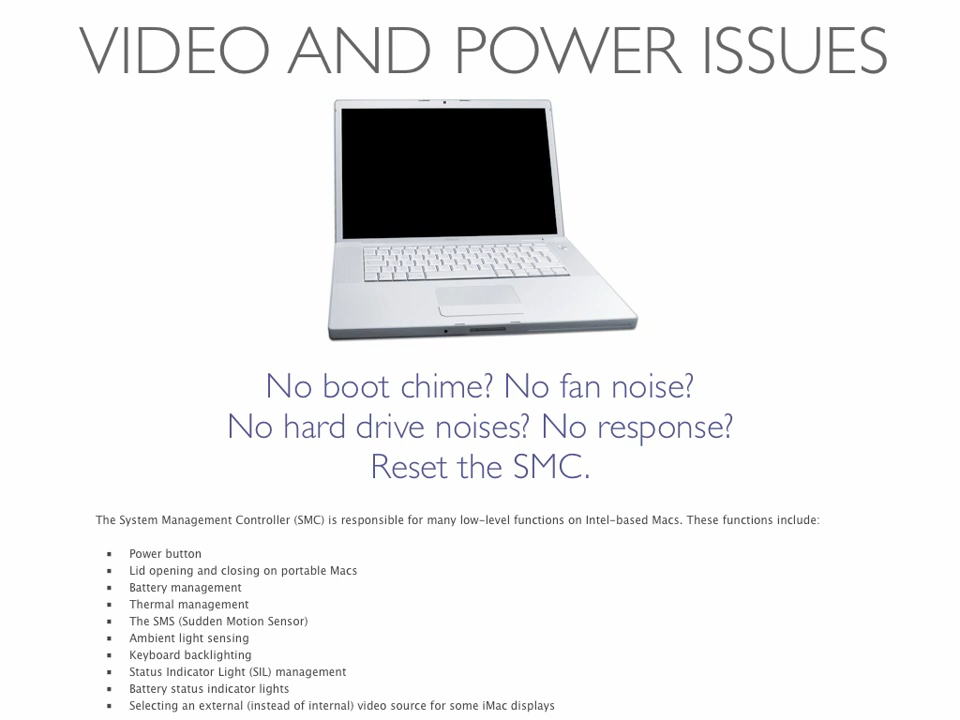 VIDEO AND POWER ISSUES
No boot chime? No fan noise?
No hard drive noises? No response?
Reset the SMC.
The System Management Controller (SMC) is responsible for many low-level functions on Intel-based Macs. These functions include:
▪ Power button
▪ Lid opening and closing on portable Macs
▪ Battery management
▪ Thermal management
▪ The SMS (Sudden Motion Sensor)
▪ Ambient light sensing
▪ Keyboard backlighting
▪ Status Indicator Light (SIL) management
▪ Battery status indicator lights
▪ Selecting an external (instead of internal) video source for some iMac displays